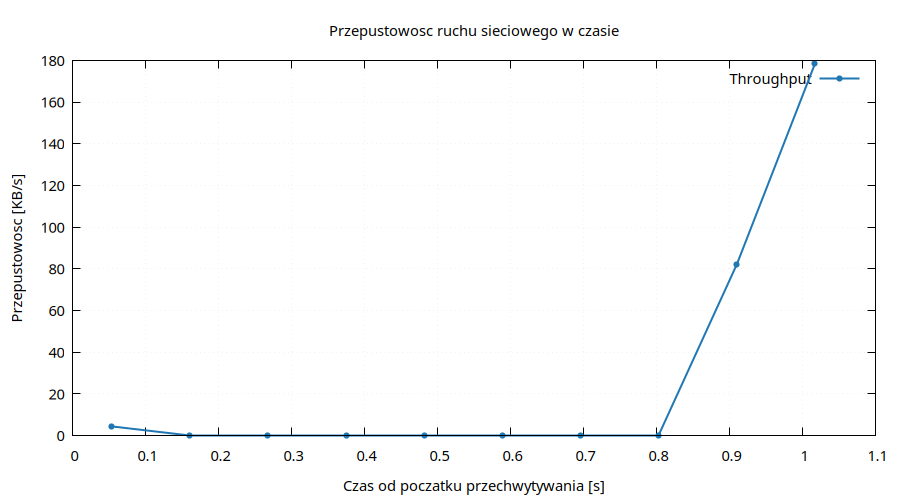 Przepustowosc ruchu sieciowego w czasie
180
160
140
120
100
80
60
40
20
0
Przepustowosc [KB/s]
Throughput
0 0.1 0.2 0.3 0.4 0.5 0.6 0.7 0.8 0.9 1 1.1
Czas od poczatku przechwytywania [s]